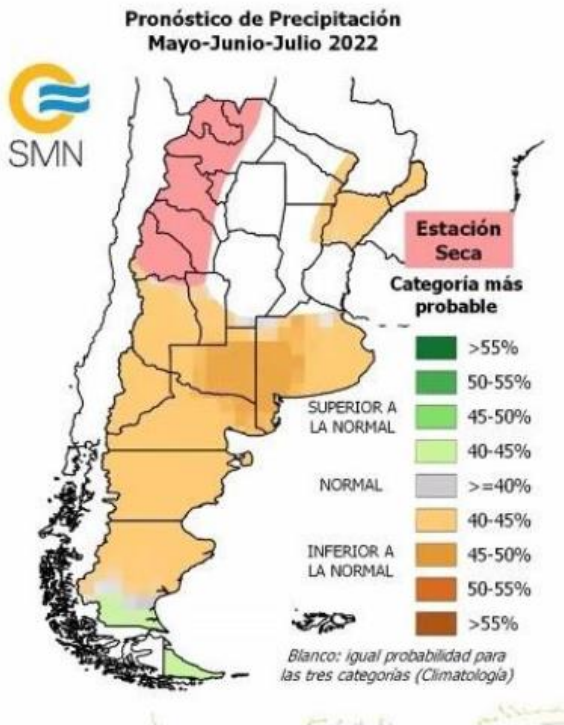 Pronóstico de Precipitación
Mayo-Junio-Julio 2022
SMN
Estación
Seca
Categoría más
probable
>55%
50-55%
SUPERIOR A
LA NORMAL
45-50%
40-45%
NORMAL
>=40%
40-45%
INFERIOR A
LA NORMAL
45-50%
50-55%
>55%
Blanco: igual probabilidad para
las tres categorías (Climatología)